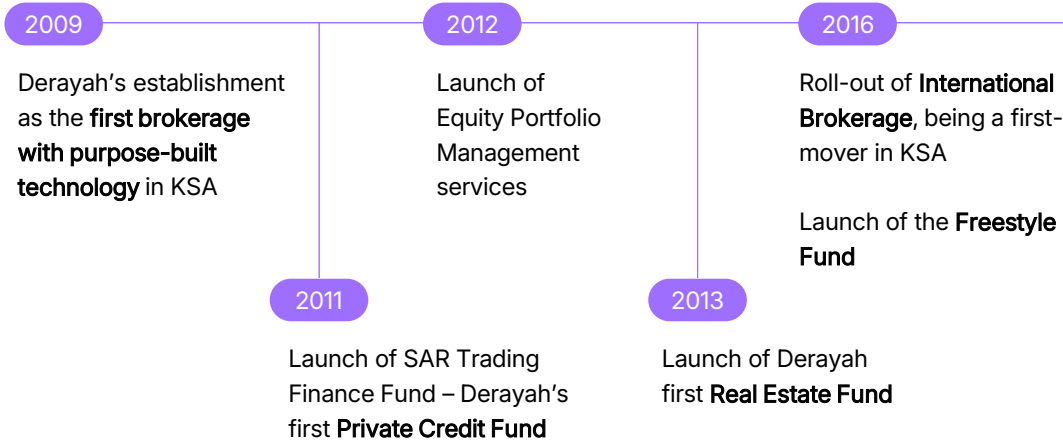 2009
Derayah’s establishment
as the first brokerage
with purpose-built
technology in KSA
2011
Launch of SAR Trading
Finance Fund – Derayah’s
first Private Credit Fund
2012
Launch of
Equity Portfolio
Management
services
2013
Launch of Derayah
first Real Estate Fund
2016
Roll-out of International
Brokerage, being a first-
mover in KSA
Launch of the Freestyle
Fund